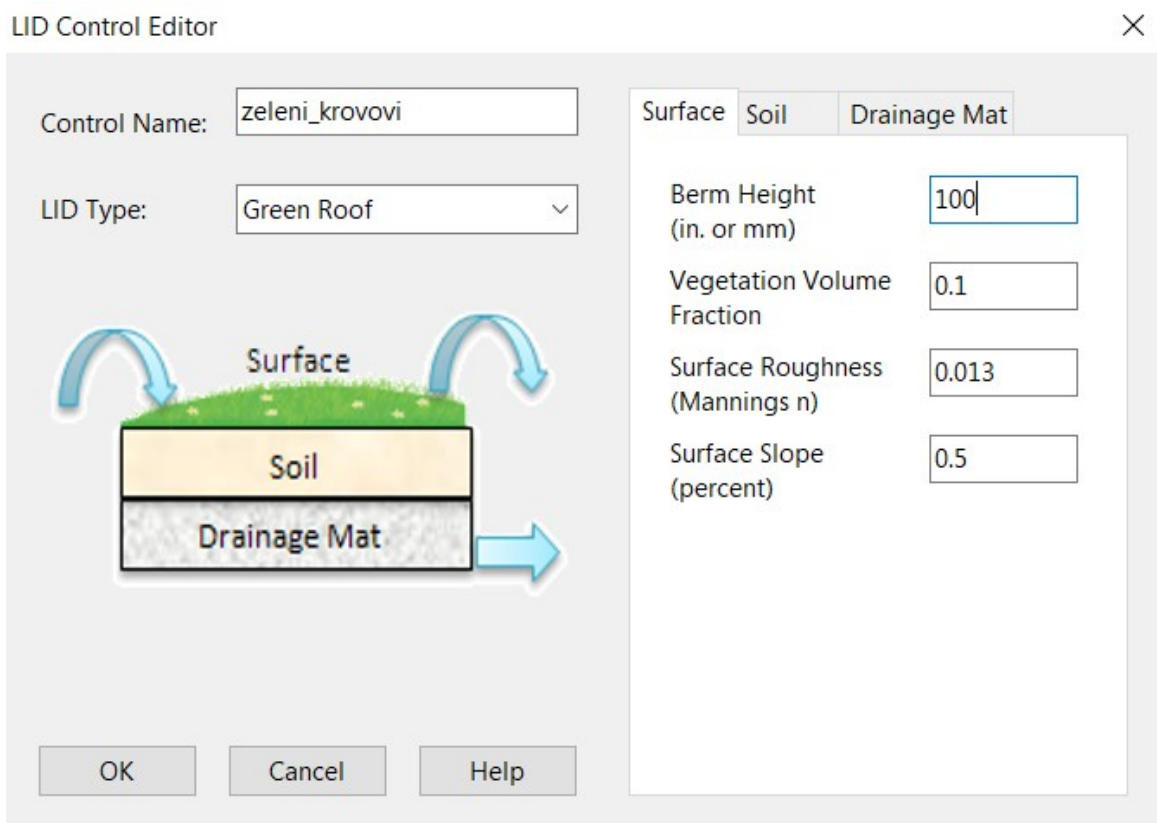 LID Control Editor
Control Name:
zeleni_krovovi
LID Type:
Green Roof
Surface
Soil
Drainage Mat
OK
Cancel
Help
Surface
Soil
Drainage Mat
Berm Height
(in. or mm)
100
Vegetation Volume
Fraction
0.1
Surface Roughness
(Mannings n)
0.013
Surface Slope
(percent)
0.5